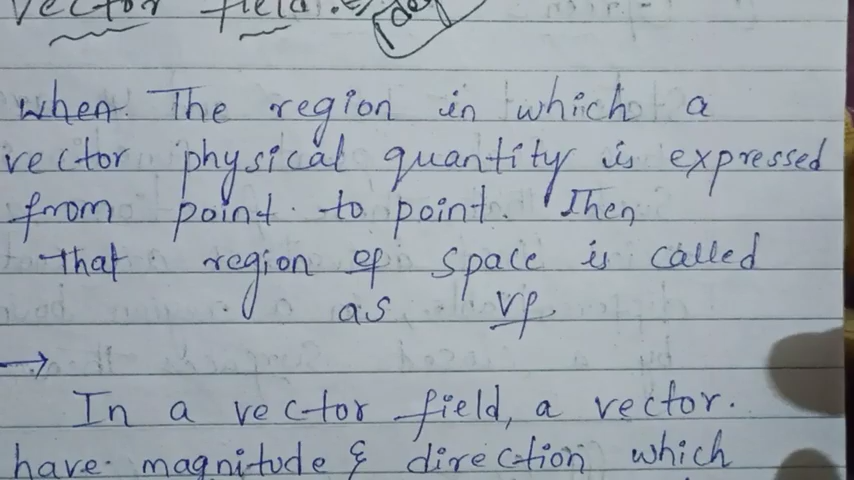 Vector field :-
When The region in which a
vector physical quantity is expressed
from point to point. Then
that region of space is called
as VF
→
In a vector field, a vector.
have magnitude & direction which